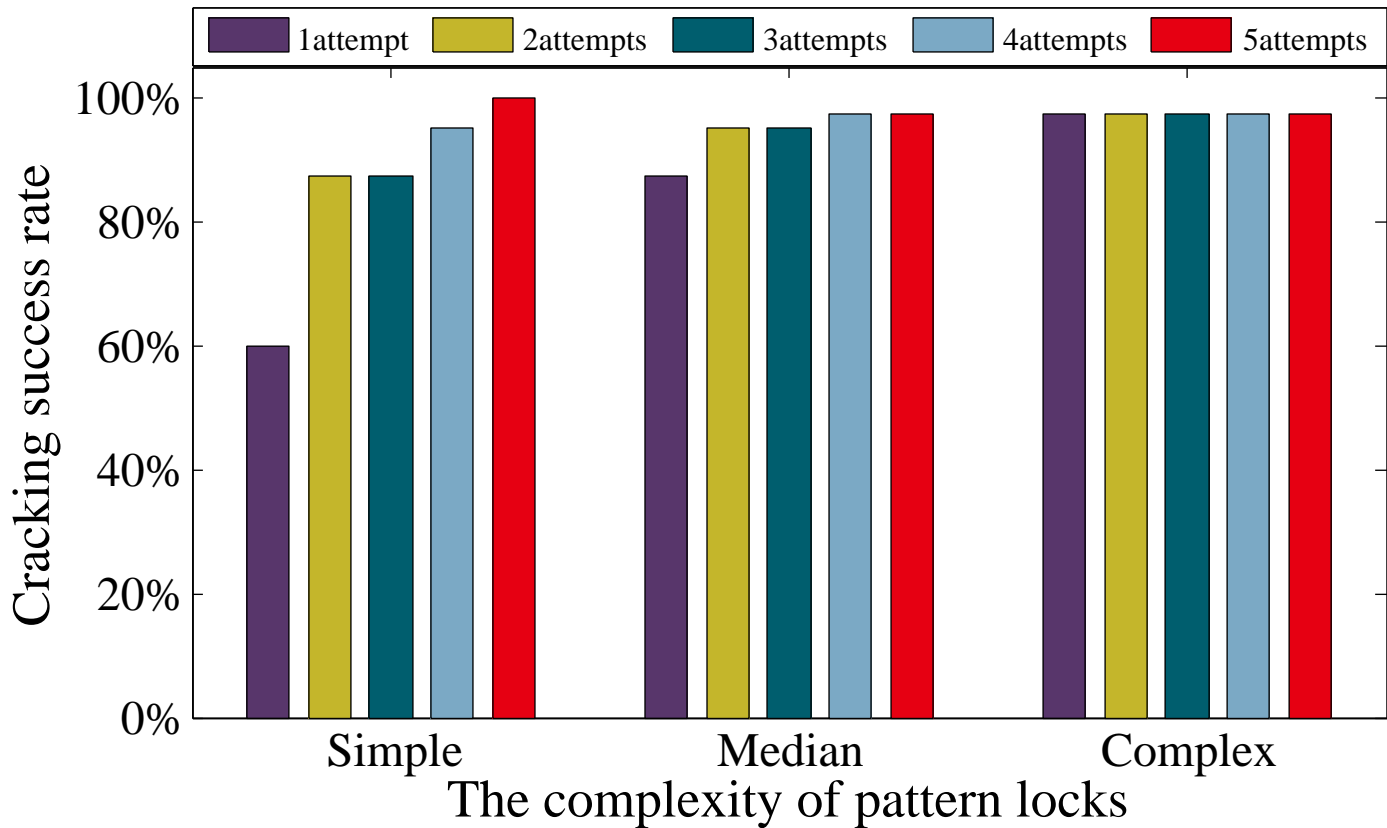 1attempt 2attempts 3attempts 4attempts 5attempts
Cracking success rate
100%
80%
60%
40%
20%
0%
Simple Median Complex
The complexity of pattern locks